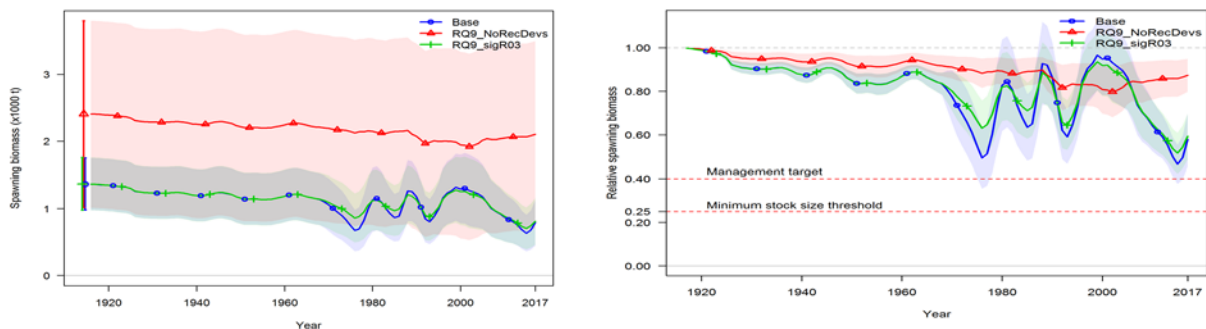 Base
RQ9_NoRecDevs
RQ9_sigR03
Spawning biomass (x1000 t)
3
2
1
0
1920
1940
1960
1980
2000
2017
Year
Base
RQ9_NoRecDevs
RQ9_sigR03
Relative spawning biomass
1.00
0.80
0.60
Management target
0.40
Minimum stock size threshold
0.25
0.20
0.00
1920
1940
1960
1980
2000
2017
Year